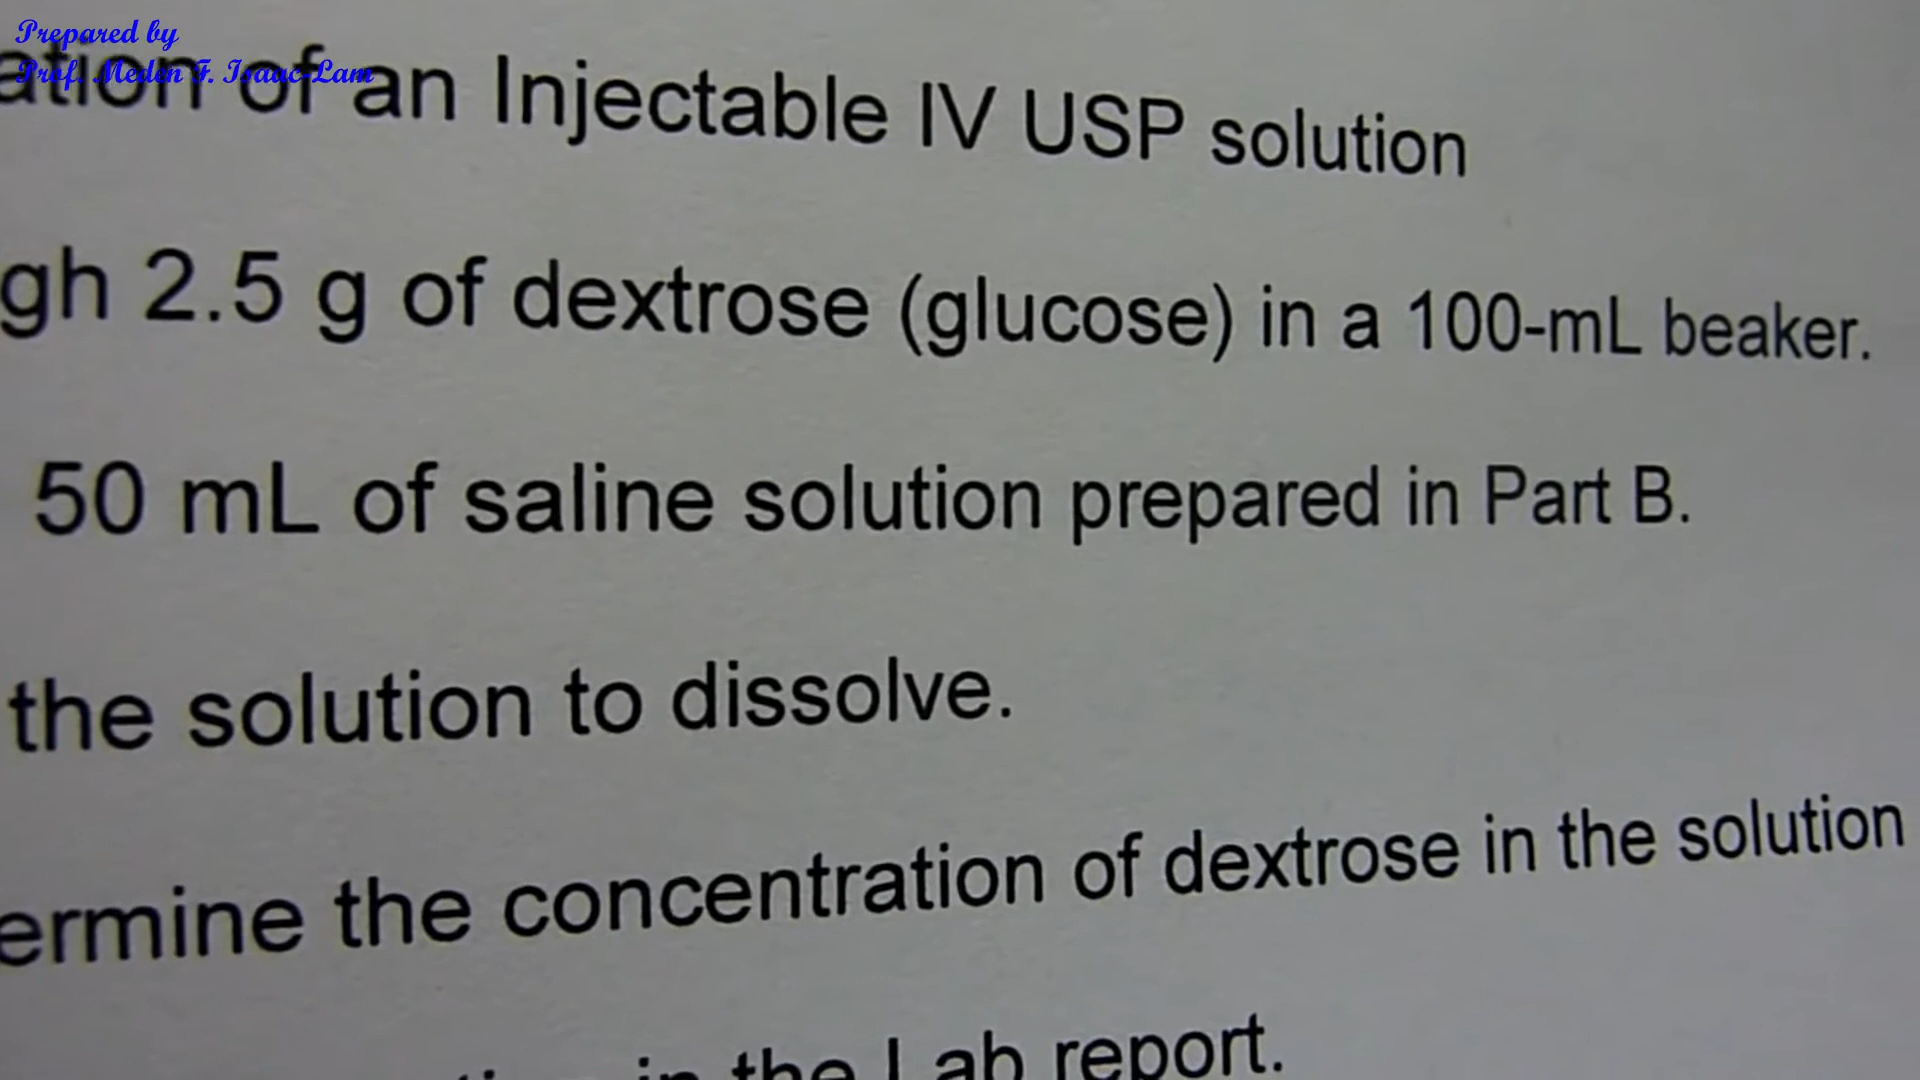 Prepared by
Prof. Meden F. Isaac-Lam
ation of an Injectable IV USP solution
gh 2.5 g of dextrose (glucose) in a 100-mL beaker.
50 mL of saline solution prepared in Part B.
the solution to dissolve.
ermine the concentration of dextrose in the solution
in the Lab report.